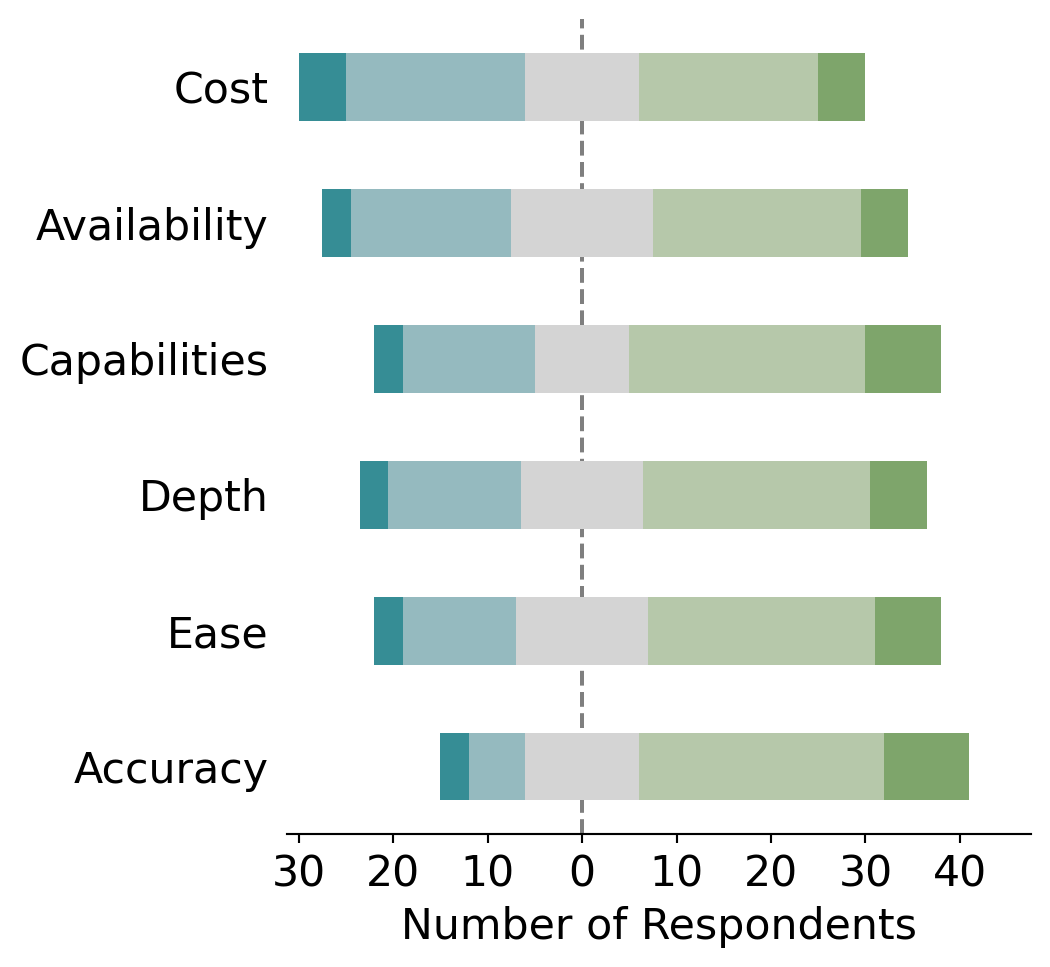 Cost
Availability
Capabilities
Depth
Ease
Accuracy
30 20 10 0 10 20 30 40
Number of Respondents